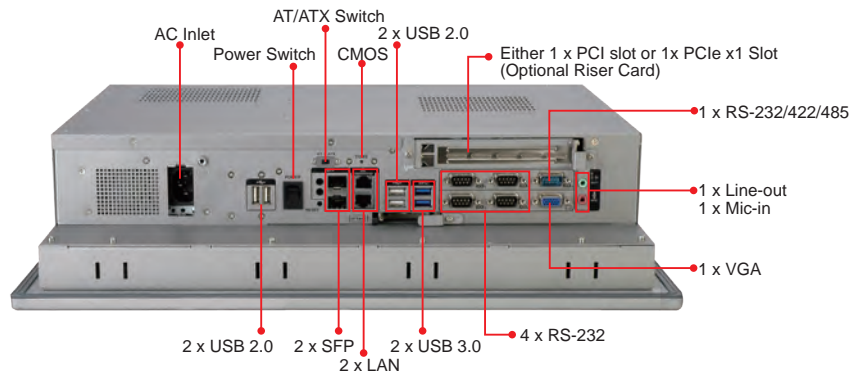 AT/ATX Switch
AC Inlet
2 x USB 2.0
Power Switch
CMOS
Either 1 x PCI slot or 1x PCIe x1 Slot
(Optional Riser Card)
1 x RS-232/422/485
1 x Line-out
1 x Mic-in
1 x VGA
4 x RS-232
2 x USB 2.0
2 x SFP
2 x USB 3.0
2 x LAN